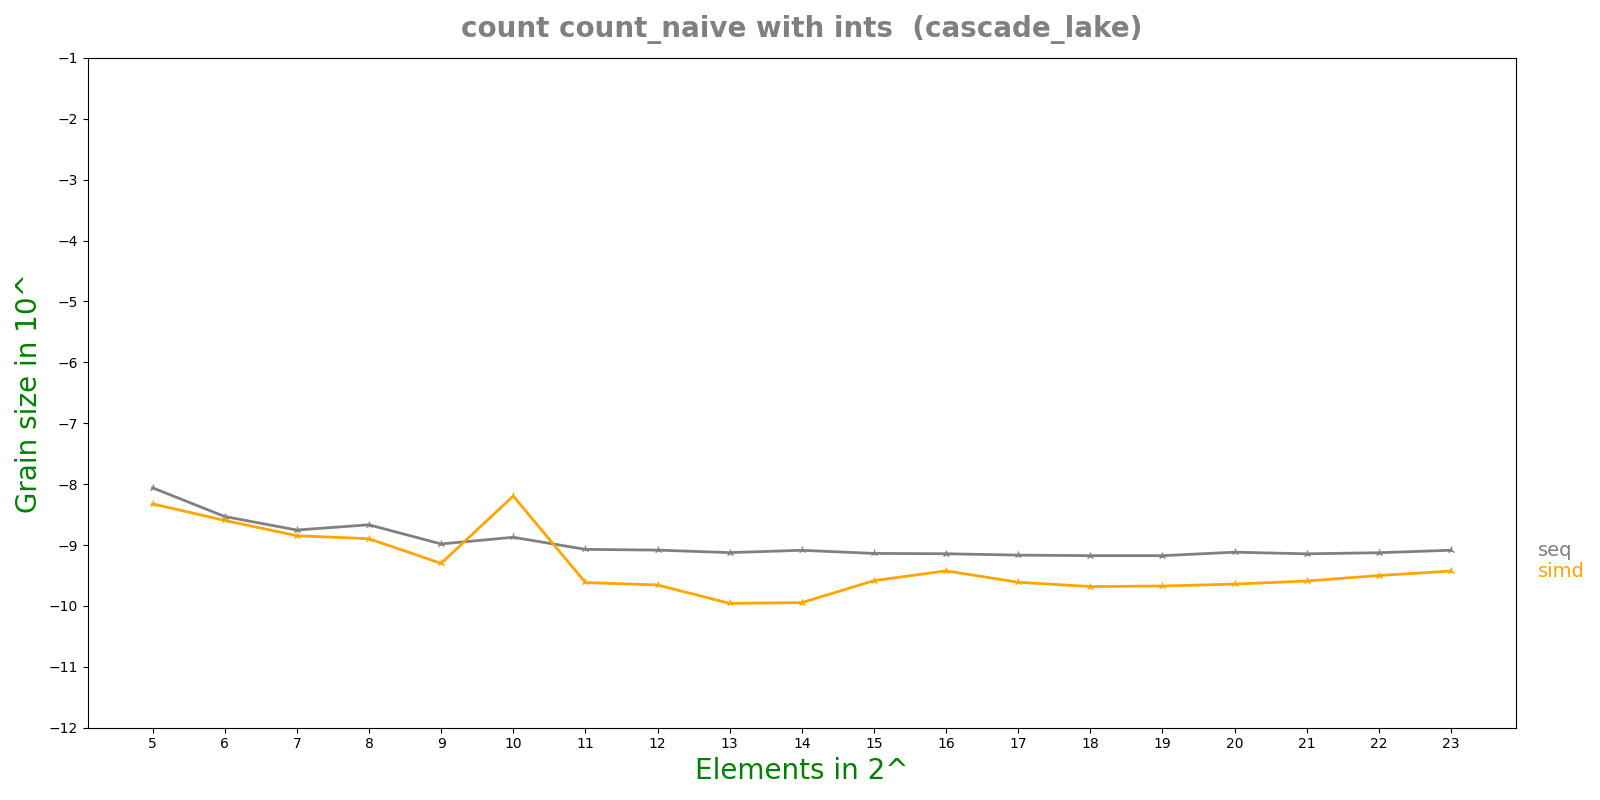 count count_naive with ints  (cascade_lake)
Grain size in 10^
−1
−2
−3
−4
−5
−6
−7
−8
−9
−10
−11
−12
seq
simd
5 6 7 8 9 10 11 12 13 14 15 16 17 18 19 20 21 22 23
Elements in 2^